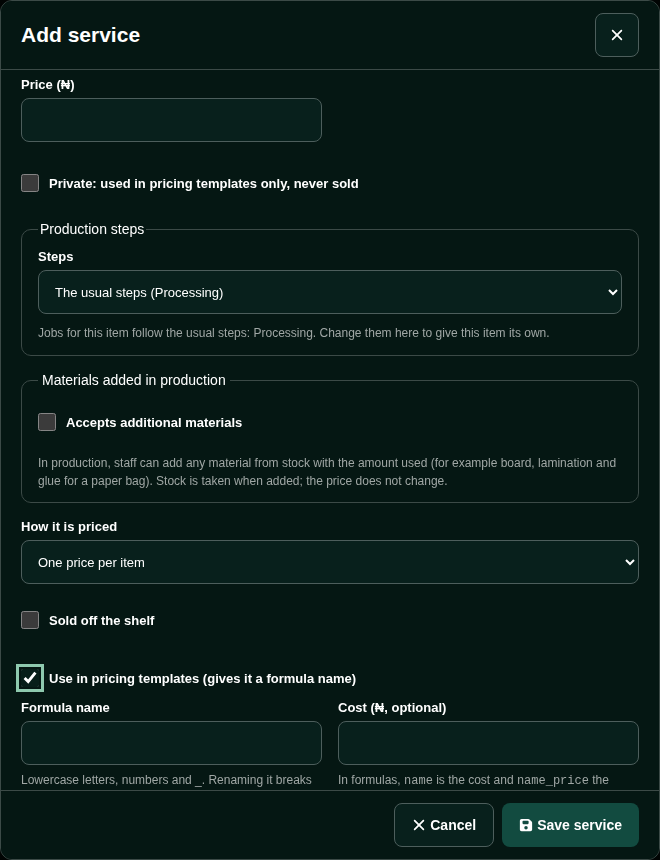 Add service
Price (₦)
Private: used in pricing templates only, never sold
Production steps
Steps
The usual steps (Processing)
Jobs for this item follow the usual steps: Processing. Change them here to give this item its own.
Materials added in production
Accepts additional materials
In production, staff can add any material from stock with the amount used (for example board, lamination and
glue for a paper bag). Stock is taken when added; the price does not change.
How it is priced
One price per item
Sold off the shelf
Use in pricing templates (gives it a formula name)
Formula name
Cost (₦, optional)
Lowercase letters, numbers and _. Renaming it breaks
In formulas, name is the cost and name_price the
Cancel
Save service